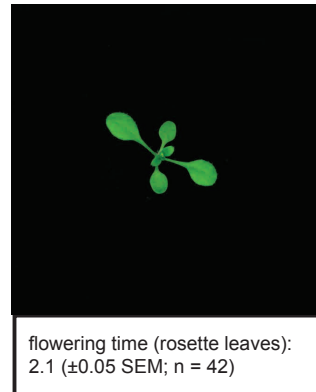 flowering time (rosette leaves):
2.1 (±0.05 SEM; n = 42)